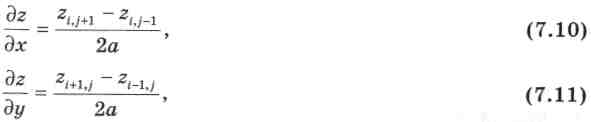 ∂z/∂x = (z_{i,j+1} − z_{i,j−1})/2a, (7.10)
∂z/∂y = (z_{i+1,j} − z_{i−1,j})/2a, (7.11)